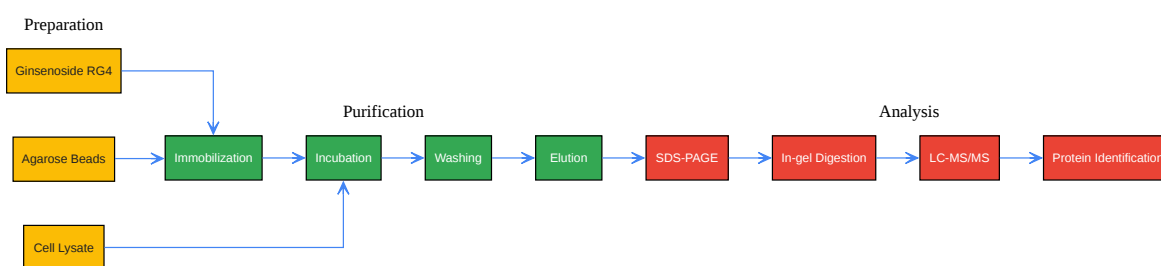 Preparation
Ginsenoside RG4
Purification
Analysis
Agarose Beads
Immobilization
Incubation
Washing
Elution
SDS-PAGE
In-gel Digestion
LC-MS/MS
Protein Identification
Cell Lysate